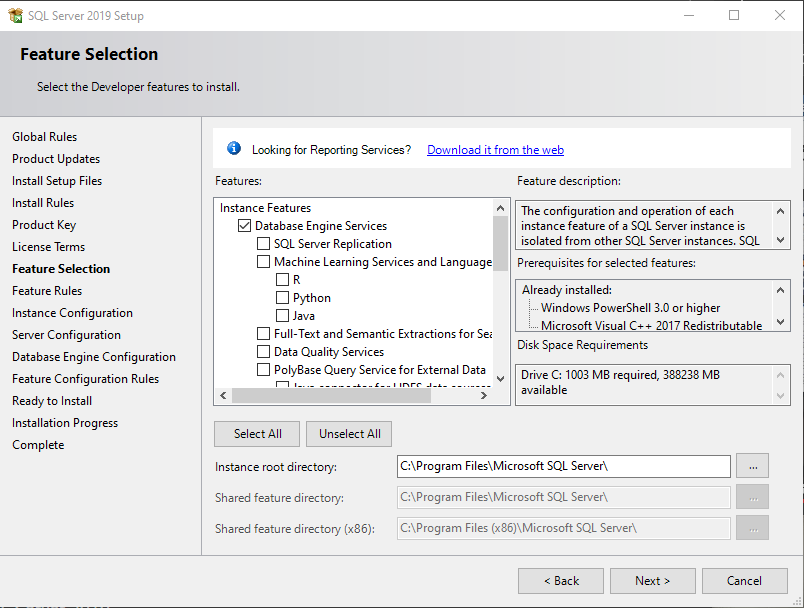 SQL Server 2019 Setup
Feature Selection
Select the Developer features to install.
Global Rules
Product Updates
Install Setup Files
Install Rules
Product Key
License Terms
Feature Selection
Feature Rules
Instance Configuration
Server Configuration
Database Engine Configuration
Feature Configuration Rules
Ready to Install
Installation Progress
Complete
Looking for Reporting Services? Download it from the web
Features:
Instance Features
Database Engine Services
SQL Server Replication
Machine Learning Services and Language
R
Python
Java
Full-Text and Semantic Extractions for Sea
Data Quality Services
PolyBase Query Service for External Data
Java connector for HDFS data sources
Feature description:
The configuration and operation of each
instance feature of a SQL Server instance is
isolated from other SQL Server instances. SQL
Prerequisites for selected features:
Already installed:
Windows PowerShell 3.0 or higher
Microsoft Visual C++ 2017 Redistributable
Disk Space Requirements
Drive C: 1003 MB required, 388238 MB
available
Select All
Unselect All
Instance root directory: C:\Program Files\Microsoft SQL Server\ ...
Shared feature directory: C:\Program Files\Microsoft SQL Server\ ...
Shared feature directory (x86): C:\Program Files (x86)\Microsoft SQL Server\ ...
< Back
Next >
Cancel